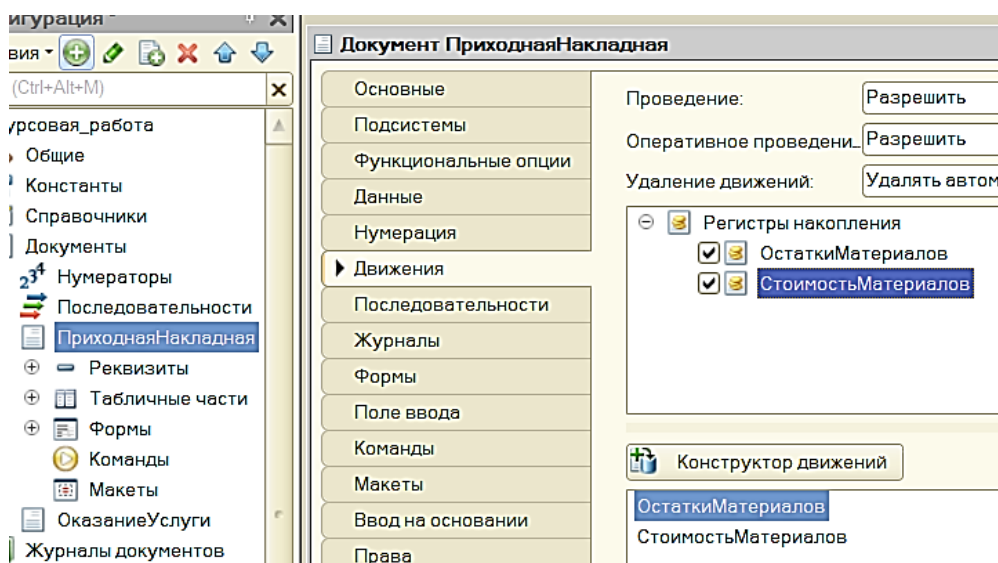 игурация
вия
(Ctrl+Alt+M)
урсовая_работа
Общие
Константы
Справочники
Документы
Нумераторы
Последовательности
ПриходнаяНакладная
Реквизиты
Табличные части
Формы
Команды
Макеты
ОказаниеУслуги
Журналы документов
Документ ПриходнаяНакладная
Основные
Подсистемы
Функциональные опции
Данные
Нумерация
Движения
Последовательности
Журналы
Формы
Поле ввода
Команды
Макеты
Ввод на основании
Права
Проведение: Разрешить
Оперативное проведени... Разрешить
Удаление движений: Удалять автом
Регистры накопления
ОстаткиМатериалов
СтоимостьМатериалов
Конструктор движений
ОстаткиМатериалов
СтоимостьМатериалов